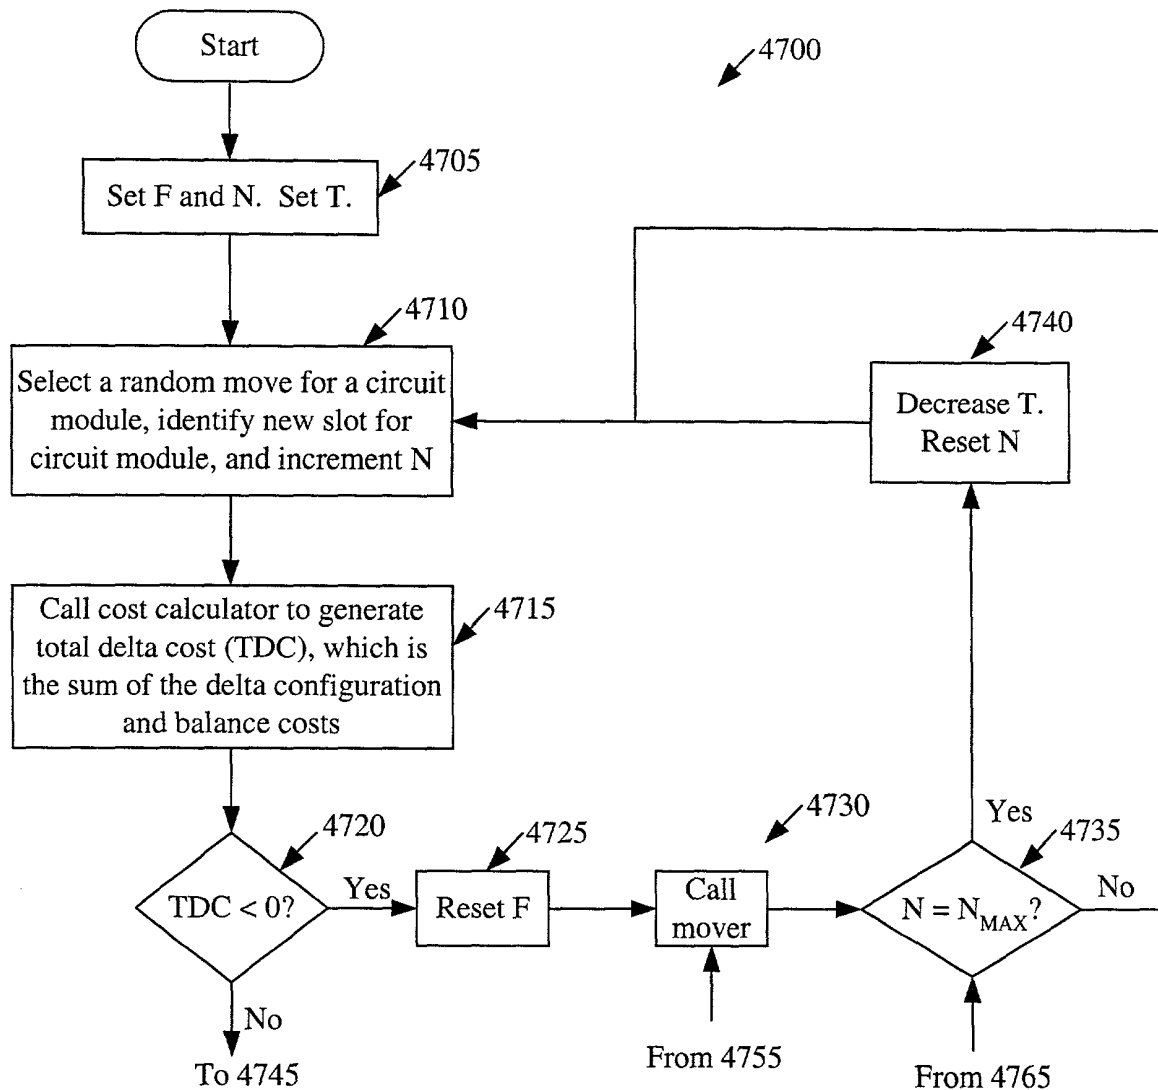 Start
4700
4705
Set F and N. Set T.
4710
4740
Select a random move for a circuit
module, identify new slot for
circuit module, and increment N
Decrease T.
Reset N
4715
Call cost calculator to generate
total delta cost (TDC), which is
the sum of the delta configuration
and balance costs
4720
4725
4730
Yes
4735
TDC < 0?
Yes
Reset F
Call
mover
N = N_MAX?
No
No
To 4745
From 4755
From 4765